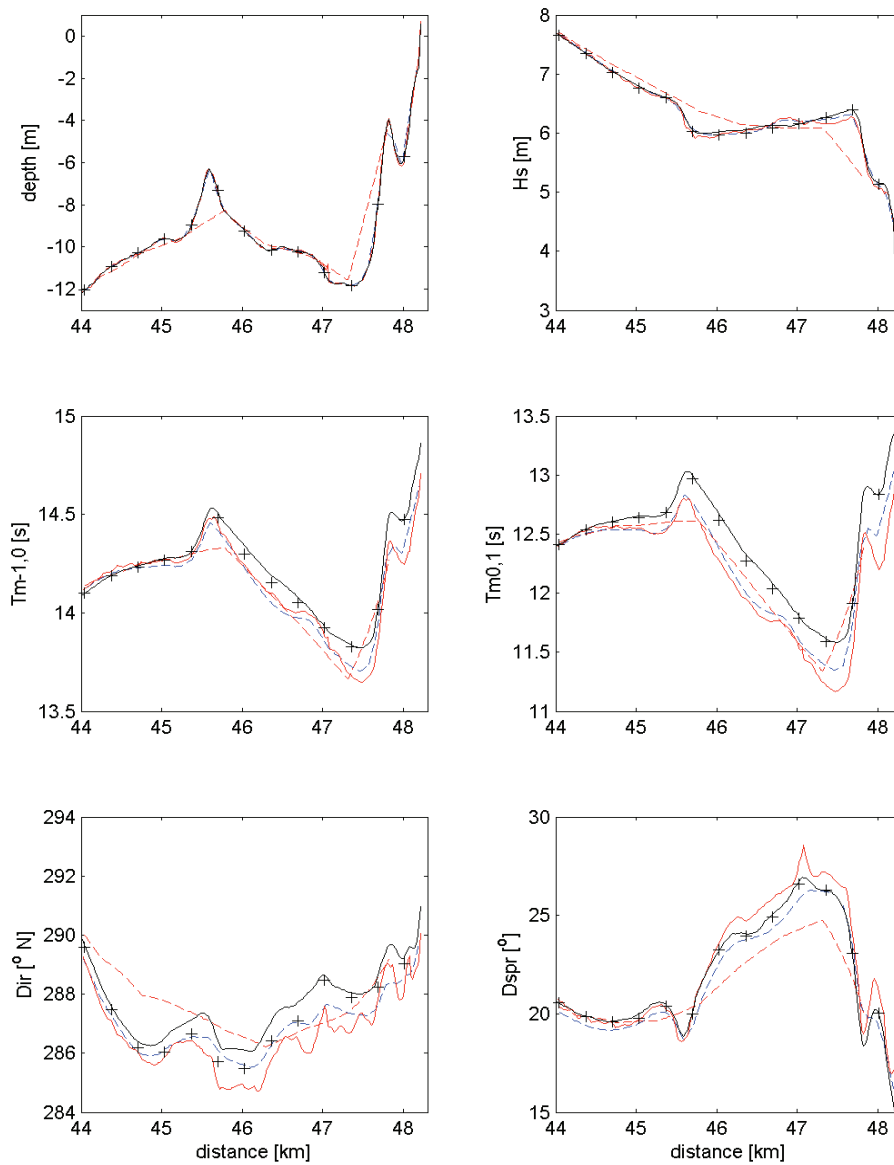 0
-2
-4
-6
-8
-10
-12
depth [m]
44 45 46 47 48
8
7
6
5
4
3
Hs [m]
44 45 46 47 48
15
14.5
14
13.5
Tm-1,0 [s]
44 45 46 47 48
13.5
13
12.5
12
11.5
11
Tm0,1 [s]
44 45 46 47 48
294
292
290
288
286
284
Dir [° N]
44 45 46 47 48
distance [km]
30
25
20
15
Dspr [°]
44 45 46 47 48
distance [km]